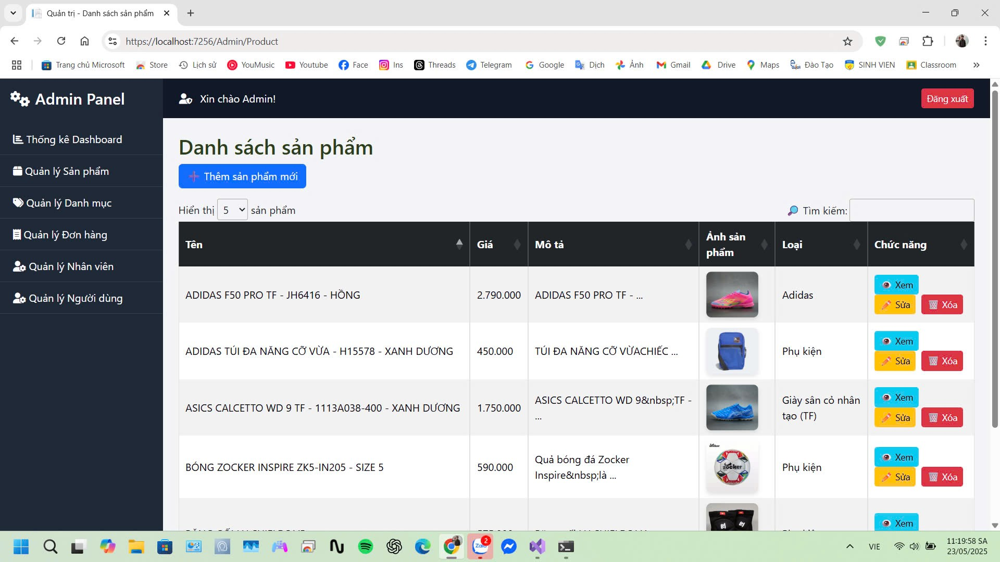 Quản trị - Danh sách sản phẩm
https://localhost:7256/Admin/Product
Trang chủ Microsoft
Store
Lịch sử
YouMusic
Youtube
Face
Ins
Threads
Telegram
Google
Dịch
Ảnh
Gmail
Drive
Maps
Đào Tạo
SINH VIEN
Classroom
Admin Panel
Xin chào Admin!
Đăng xuất
Thống kê Dashboard
Quản lý Sản phẩm
Quản lý Danh mục
Quản lý Đơn hàng
Quản lý Nhân viên
Quản lý Người dùng
Danh sách sản phẩm
Thêm sản phẩm mới
Hiển thị 5 sản phẩm
Tìm kiếm:
Tên
Giá
Mô tả
Ảnh sản
phẩm
Loại
Chức năng
ADIDAS F50 PRO TF - JH6416 - HỒNG
2.790.000
ADIDAS F50 PRO TF - ...
Adidas
Xem
Sửa
Xóa
ADIDAS TÚI ĐA NĂNG CỠ VỪA - H15578 - XANH DƯƠNG
450.000
TÚI ĐA NĂNG CỠ VỪACHIẾC ...
Phụ kiện
Xem
Sửa
Xóa
ASICS CALCETTO WD 9 TF - 1113A038-400 - XANH DƯƠNG
1.750.000
ASICS CALCETTO WD 9&nbsp;TF -
...
Giày sân cỏ nhân
tạo (TF)
Xem
Sửa
Xóa
BÓNG ZOCKER INSPIRE ZK5-IN205 - SIZE 5
590.000
Quả bóng đá Zocker
Inspire&nbsp;là ...
zocker
zocker
Phụ kiện
Xem
Sửa
Xóa
Xem
Zalo
2
VIE
11:19:58 SA
23/05/2025